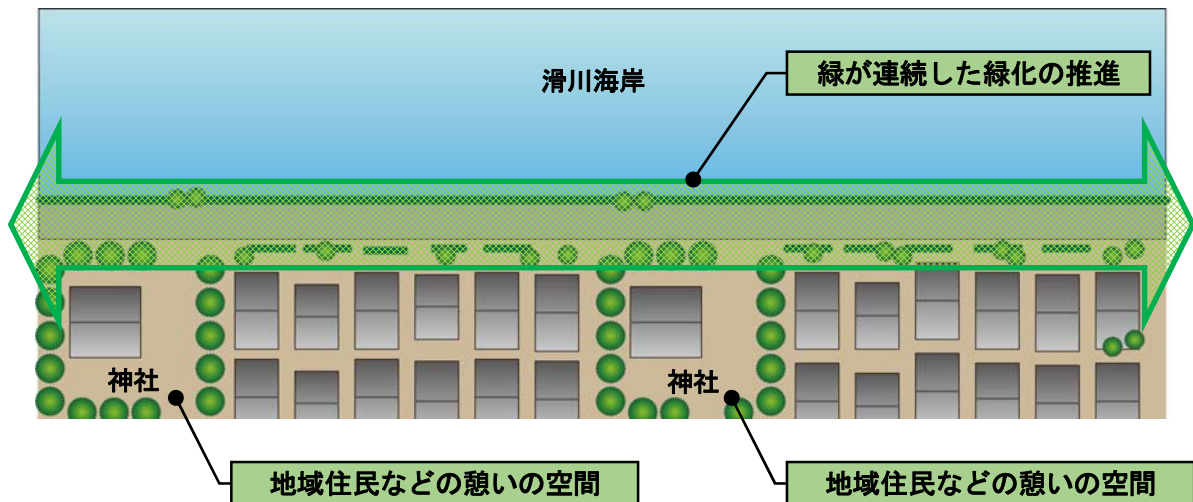 緑が連続した緑化の推進
滑川海岸
神社
神社
地域住民などの憩いの空間
地域住民などの憩いの空間